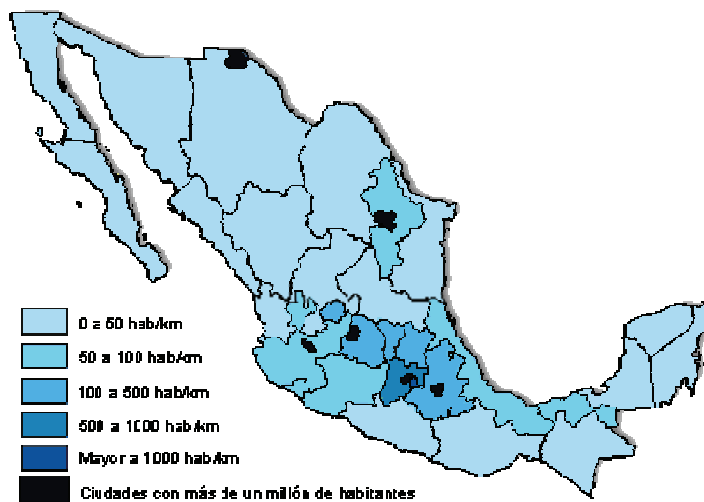 0 a 50 hab/km
50 a 100 hab/km
100 a 500 hab/km
500 a 1000 hab/km
Mayor a 1000 hab/km
Ciudades con más de un millón de habitantes